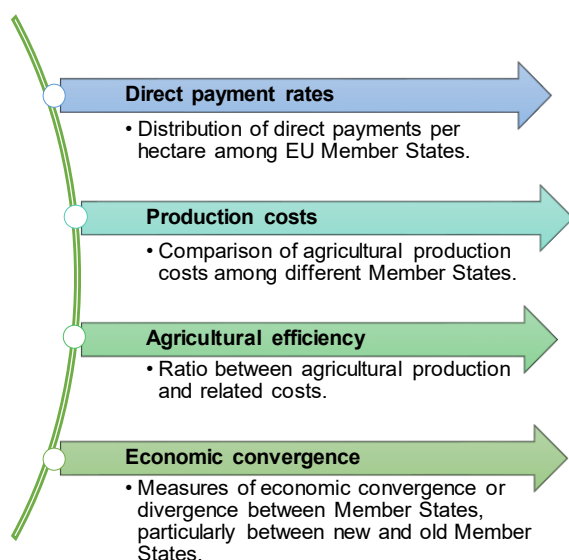 Direct payment rates
• Distribution of direct payments per
hectare among EU Member States.
Production costs
• Comparison of agricultural production
costs among different Member States.
Agricultural efficiency
• Ratio between agricultural production
and related costs.
Economic convergence
• Measures of economic convergence or
divergence between Member States,
particularly between new and old Member
States.